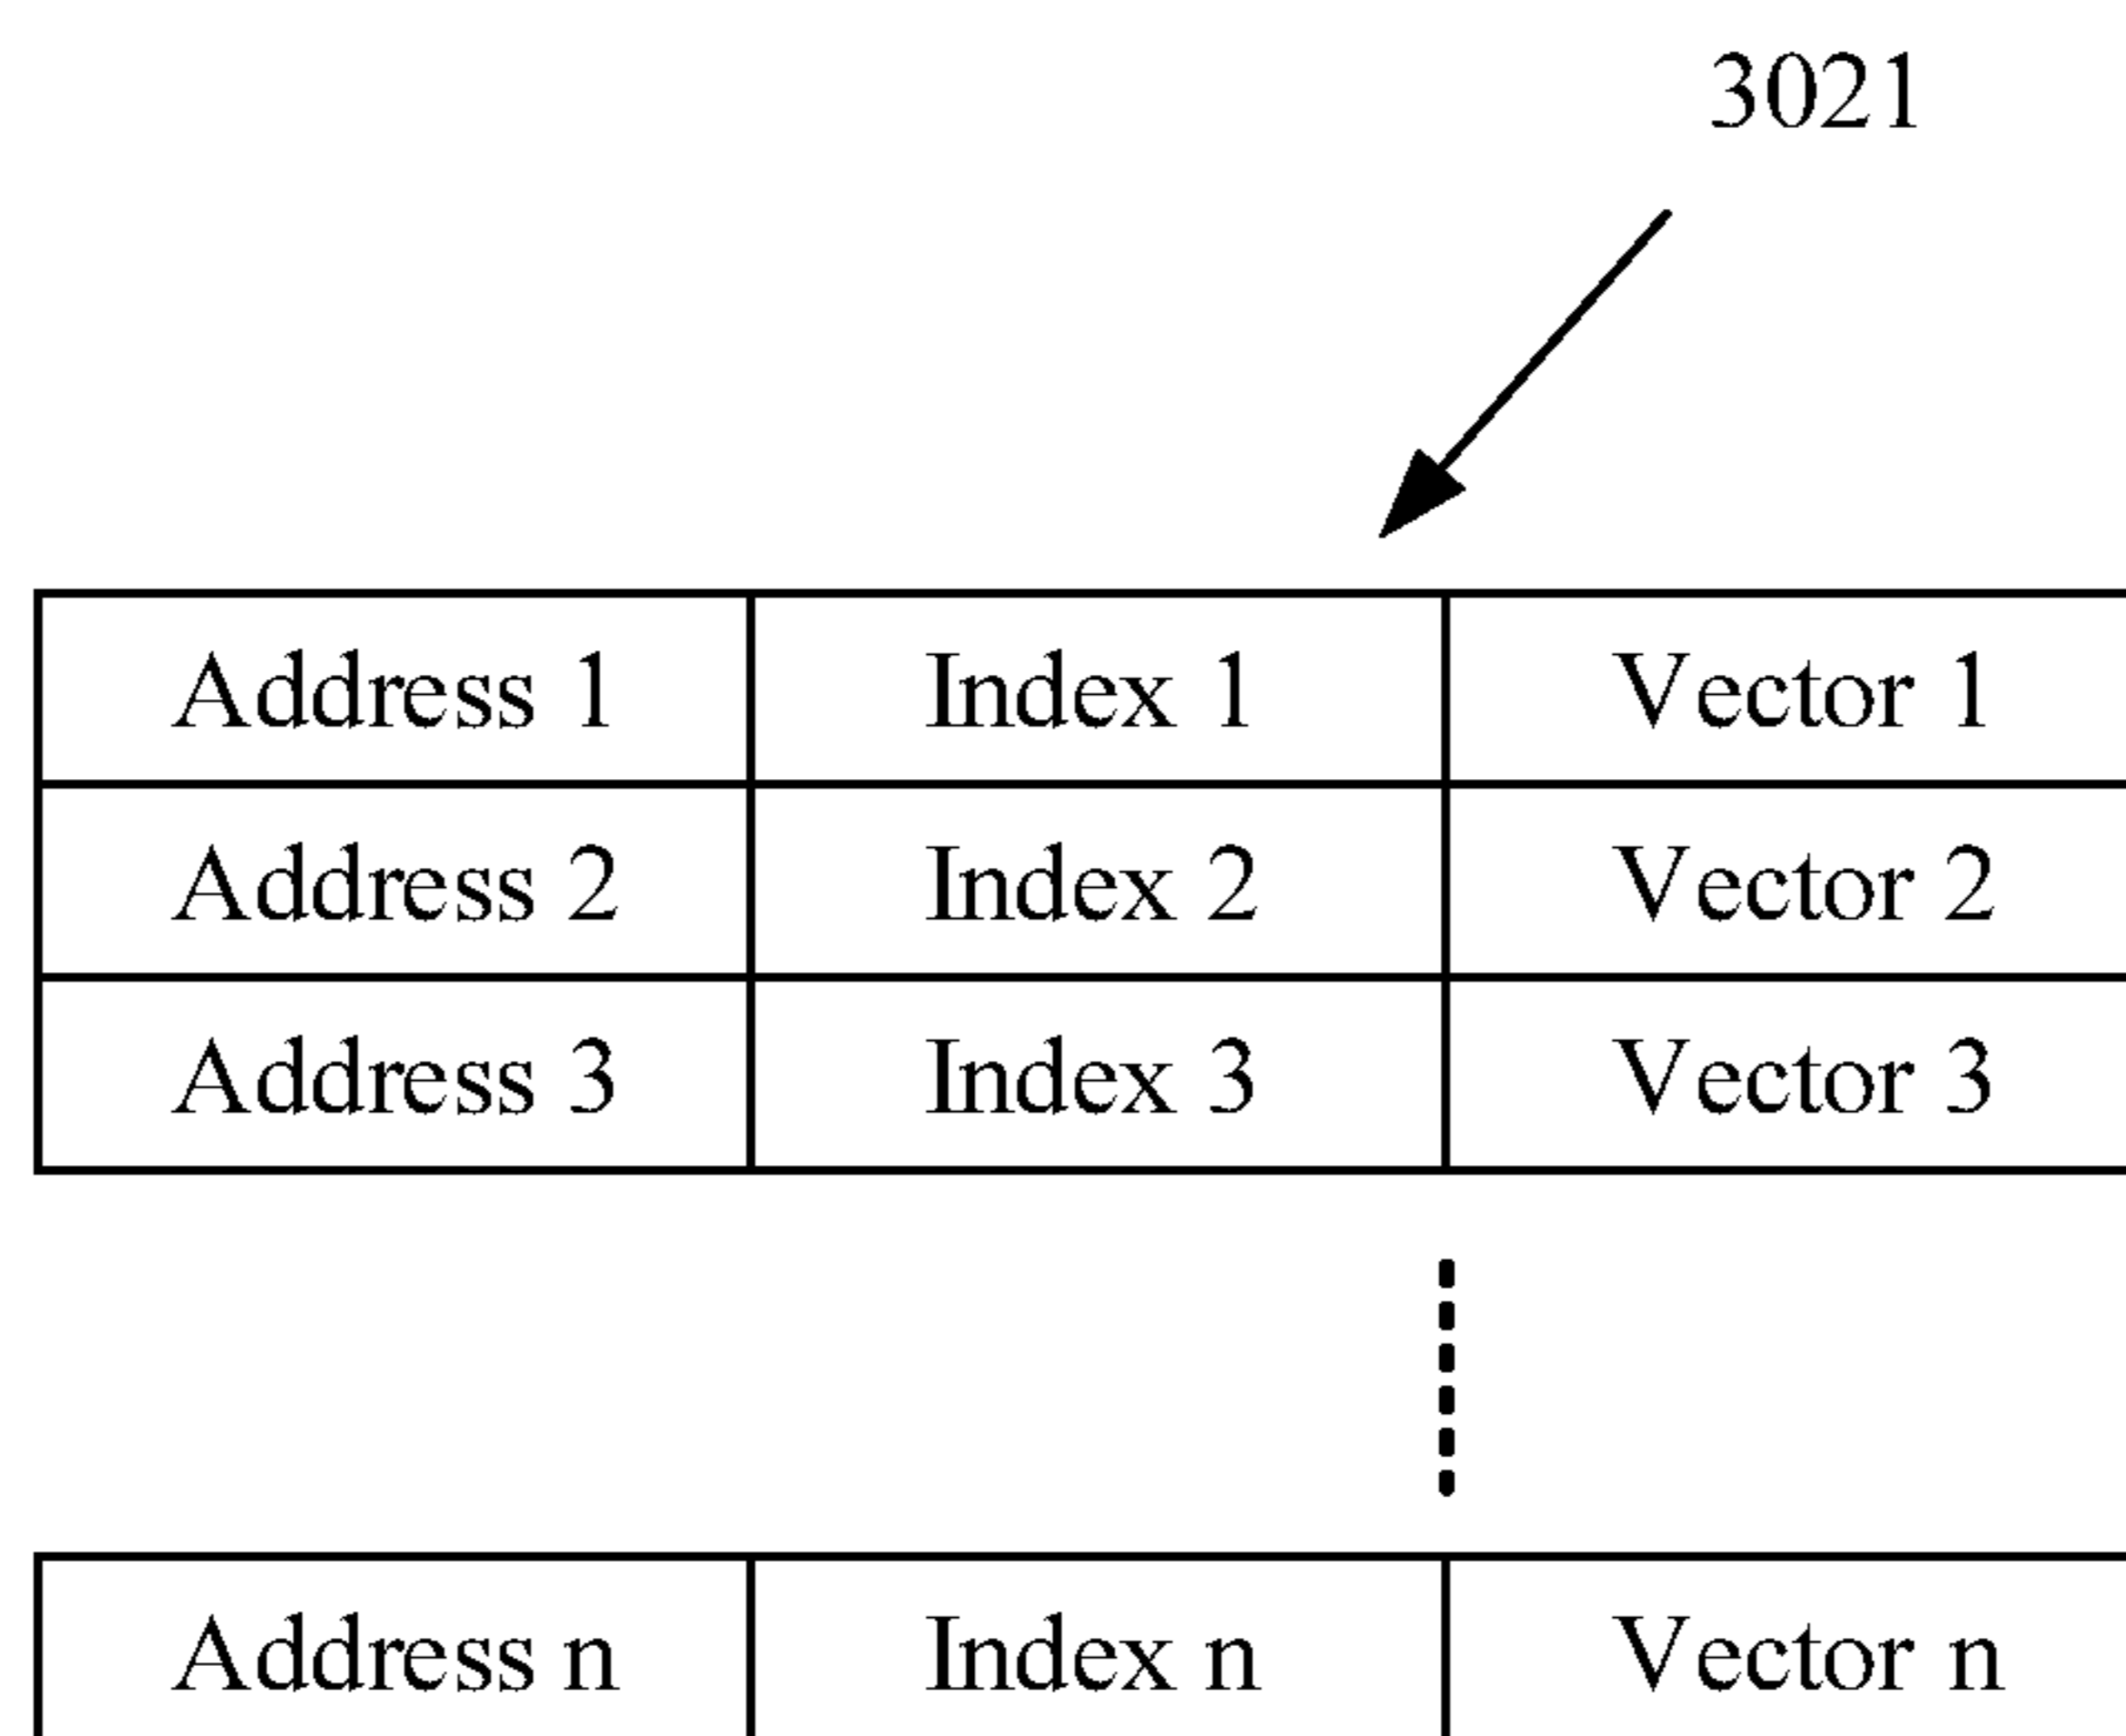 3021
Address 1 Index 1 Vector 1
Address 2 Index 2 Vector 2
Address 3 Index 3 Vector 3
Address n Index n Vector n